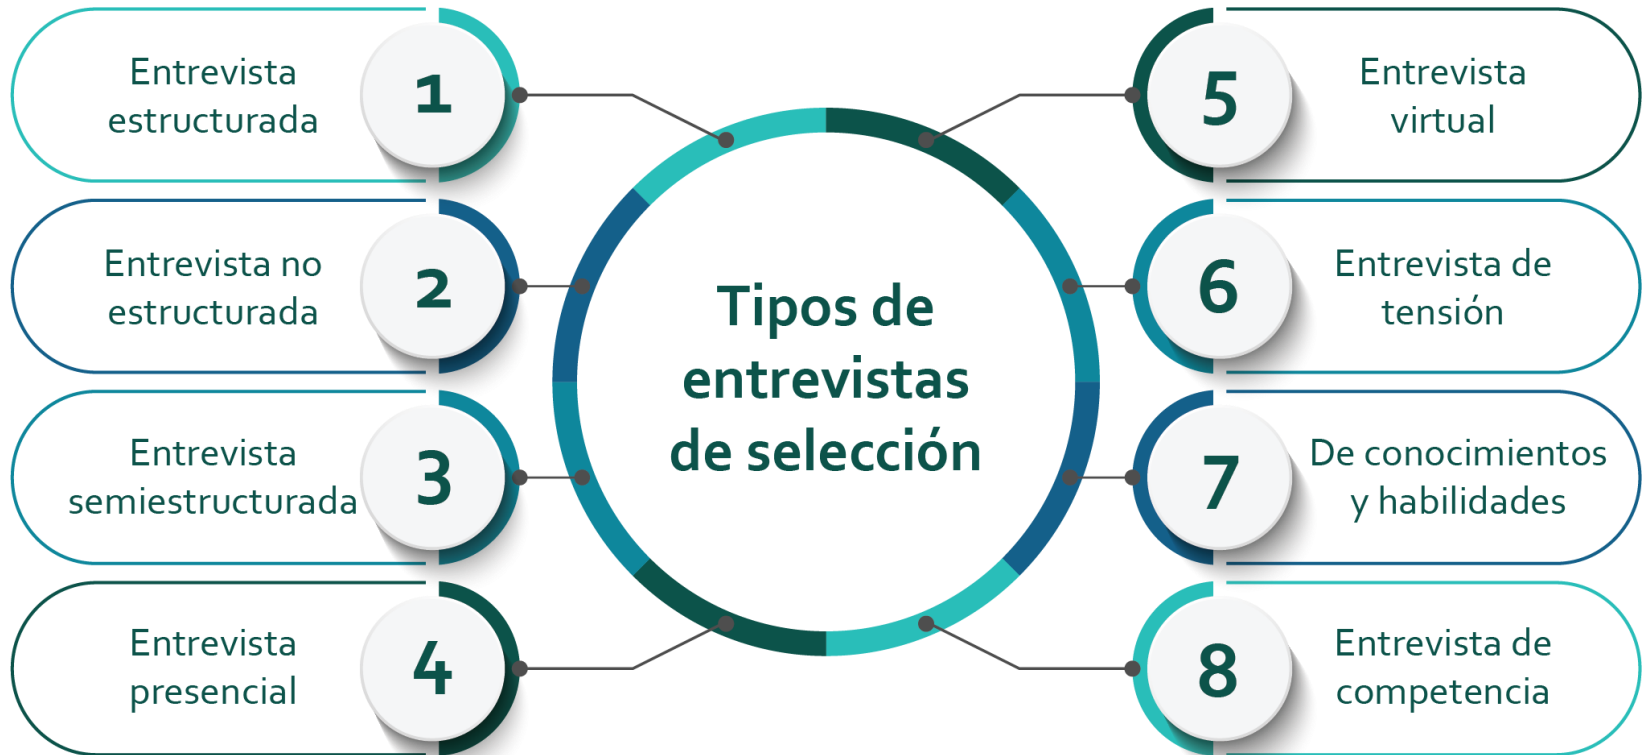 Entrevista
estructurada
1
Entrevista no
estructurada
2
Entrevista
semiestructurada
3
Entrevista
presencial
4
Tipos de
entrevistas
de selección
5
Entrevista
virtual
6
Entrevista de
tensión
7
De conocimientos
y habilidades
8
Entrevista de
competencia